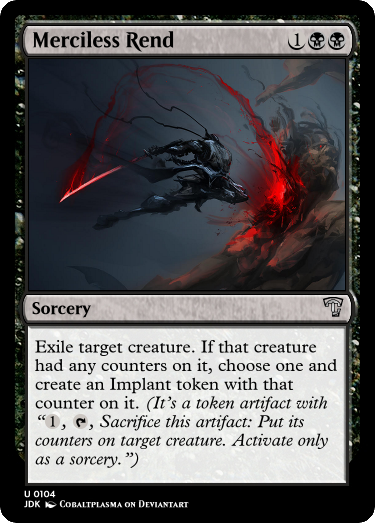 Merciless Rend 1
Sorcery
Exile target creature. If that creature
had any counters on it, choose one and
create an Implant token with that
counter on it. (It's a token artifact with
“1, , Sacrifice this artifact: Put its
counters on target creature. Activate only
as a sorcery.”)
U 0104
JDK Cobaltplasma on Deviantart